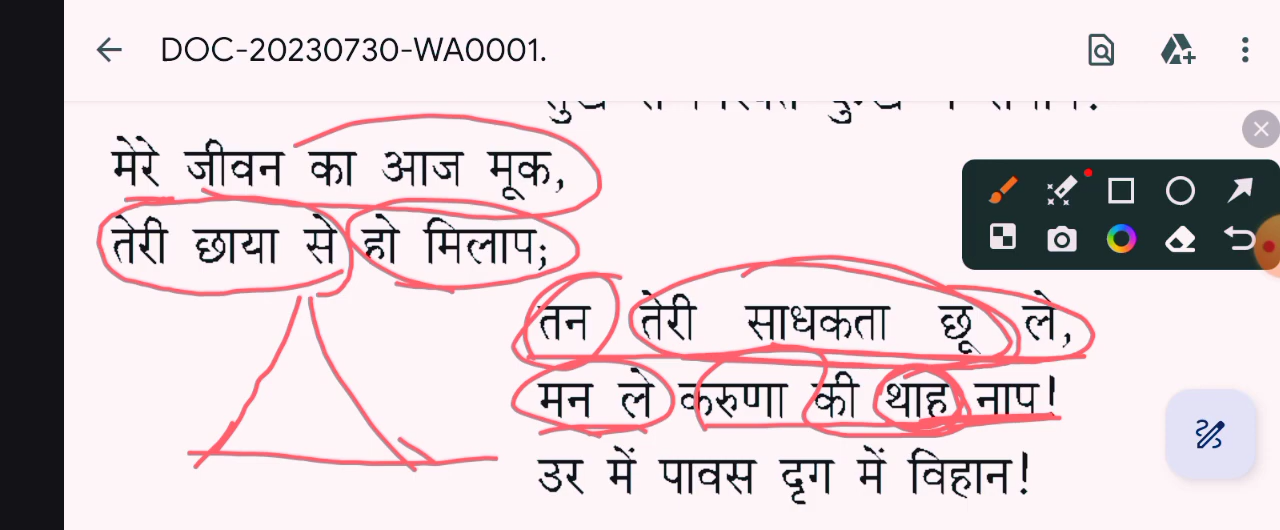 DOC-20230730-WA0001.
मेरे जीवन का आज मूक,
तेरी छाया से हो मिलाप;
तन तेरी साधकता छू ले,
मन ले करुणा की थाह नाप!
उर में पावस दृग में विहान!